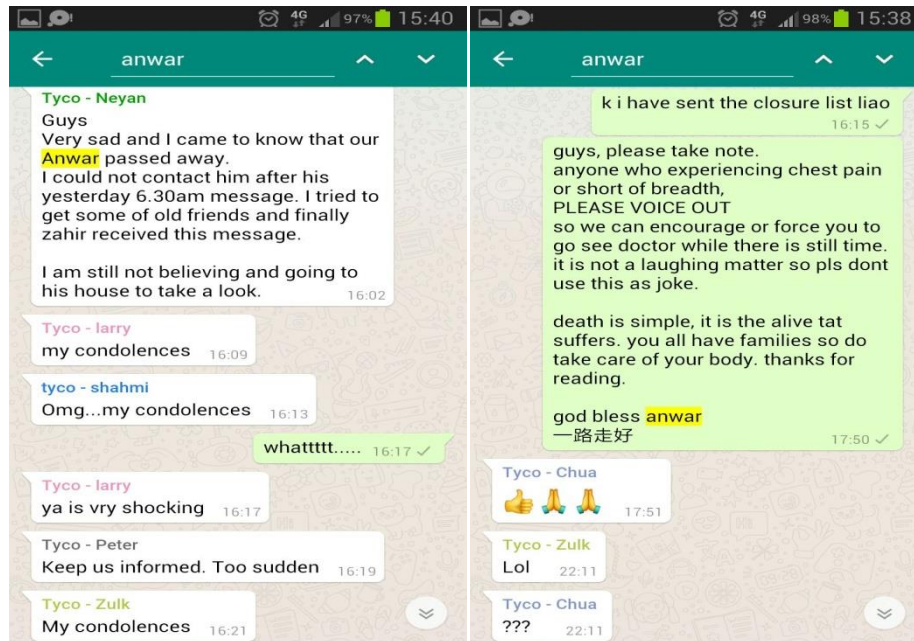 4G 97% 15:40
anwar
Tyco - Neyan
Guys
Very sad and I came to know that our
Anwar passed away.
I could not contact him after his
yesterday 6.30am message. I tried to
get some of old friends and finally
zahir received this message.
I am still not believing and going to
his house to take a look. 16:02
Tyco - larry
my condolences 16:09
tyco - shahmi
Omg...my condolences 16:13
whattttt..... 16:17
Tyco - larry
ya is vry shocking 16:17
Tyco - Peter
Keep us informed. Too sudden 16:19
Tyco - Zulk
My condolences 16:21
4G 98% 15:38
anwar
k i have sent the closure list liao
16:15
guys, please take note.
anyone who experiencing chest pain
or short of breadth,
PLEASE VOICE OUT
so we can encourage or force you to
go see doctor while there is still time.
it is not a laughing matter so pls dont
use this as joke.
death is simple, it is the alive tat
suffers. you all have families so do
take care of your body. thanks for
reading.
god bless anwar
一路走好 17:50
Tyco - Chua
👍🙏🙏 17:51
Tyco - Zulk
Lol 22:11
Tyco - Chua
??? 22:11